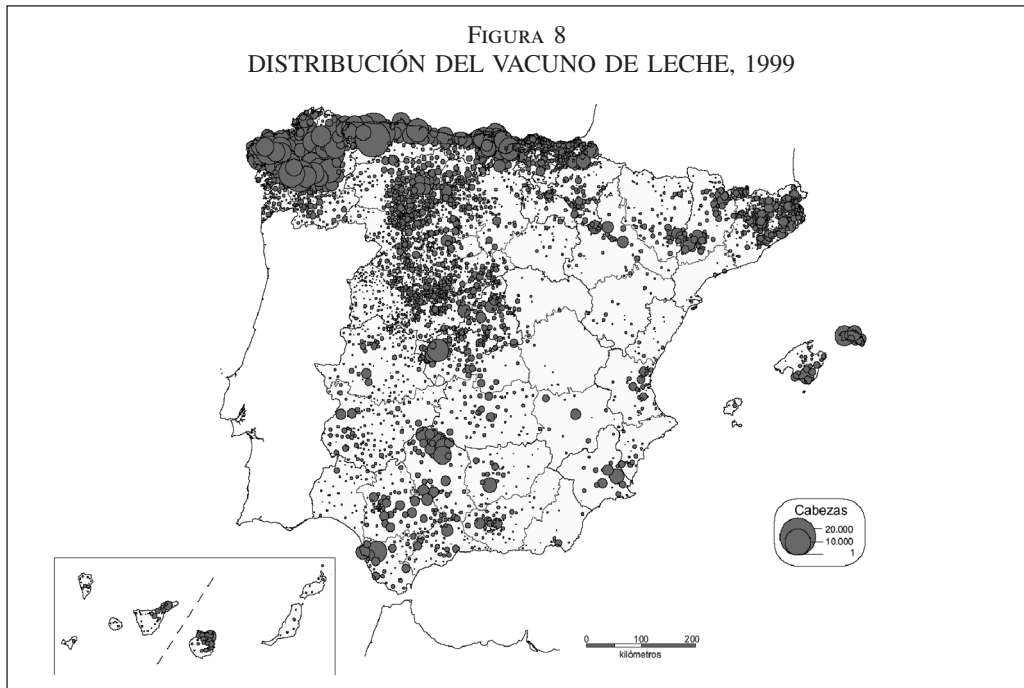 FIGURA 8
DISTRIBUCIÓN DEL VACUNO DE LECHE, 1999
Cabezas
20.000
10.000
1
0 100 200
kilómetros